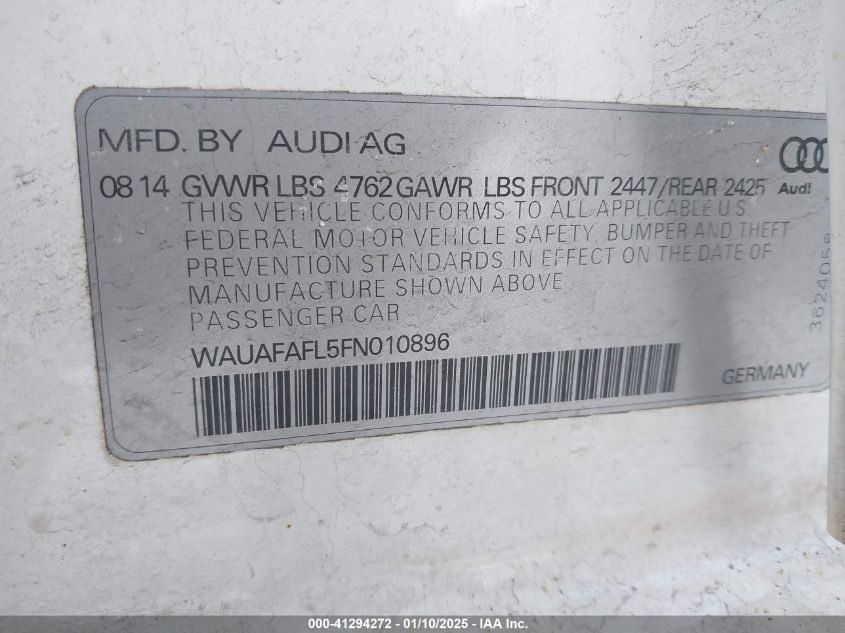 MFD. BY AUDI AG
08 14 GVWR LBS 4762 GAWR LBS FRONT 2447/REAR 2425
Audi
THIS VEHICLE CONFORMS TO ALL APPLICABLE U S
FEDERAL MOTOR VEHICLE SAFETY, BUMPER AND THEFT
PREVENTION STANDARDS IN EFFECT ON THE DATE OF
MANUFACTURE SHOWN ABOVE
PASSENGER CAR
WAUAFAFL5FN010896
GERMANY
000-41294272 — 01/10/2025 - IAA Inc.